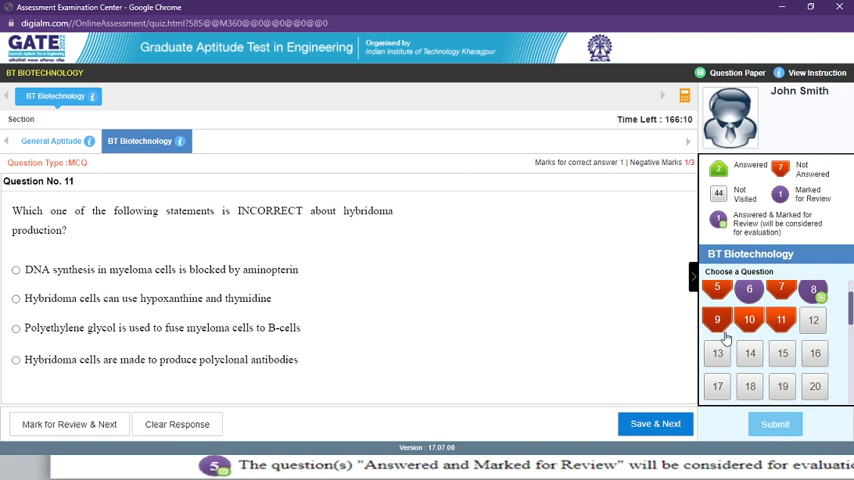 Assessment Examination Center - Google Chrome
digialm.com//OnlineAssessment/quiz.html?585@@M360@@0@@0@@0@@0
GATE
Graduate Aptitude Test in Engineering
Organised by
Indian Institute of Technology Kharagpur
BT BIOTECHNOLOGY
Question Paper
i View Instruction
BT Biotechnology i
John Smith
Section
Time Left : 166:10
General Aptitude i
BT Biotechnology i
Question Type :MCQ
Marks for correct answer 1 | Negative Marks 1/3
Question No. 11
Which one of the following statements is INCORRECT about hybridoma
production?
DNA synthesis in myeloma cells is blocked by aminopterin
Hybridoma cells can use hypoxanthine and thymidine
Polyethylene glycol is used to fuse myeloma cells to B-cells
Hybridoma cells are made to produce polyclonal antibodies
2 Answered
7 Not
Answered
44 Not
Visited
1 Marked
for Review
1 Answered & Marked for
Review (will be considered
for evaluation)
BT Biotechnology
Choose a Question
5 6 7 8
9 10 11 12
13 14 15 16
17 18 19 20
Mark for Review & Next
Clear Response
Save & Next
Submit
Version : 17.07.00
5 The question(s) "Answered and Marked for Review" will be considered for evaluati